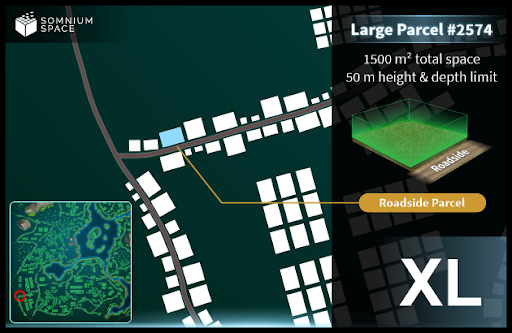 SOMNIUM
SPACE
Large Parcel #2574
1500 m² total space
50 m height & depth limit
Roadside
Roadside Parcel
XL